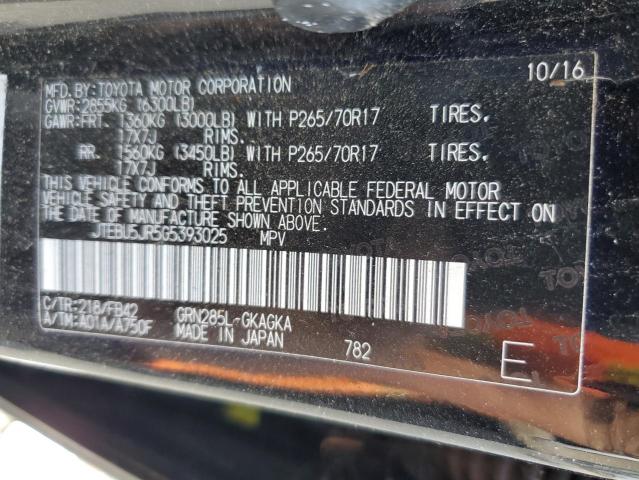 MFD.BY:TOYOTA MOTOR CORPORATION 10/16
GVWR:2855KG (6300LB)
GAWR:FRT. 1360KG (3000LB) WITH P265/70R17 TIRES.
17X7J RIMS.
RR. 1560KG (3450LB) WITH P265/70R17 TIRES.
17X7J RIMS.
THIS VEHICLE CONFORMS TO ALL APPLICABLE FEDERAL MOTOR
VEHICLE SAFETY AND THEFT PREVENTION STANDARDS IN EFFECT ON
THE DATE OF MANUFACTURE SHOWN ABOVE.
JTEBU5JR5G5393025 MPV
C/TR:218/FB42 GRN285L-GKAGKA
A/TM:A01A/A750F MADE IN JAPAN 782 E
TOYOTA
TOYOTA
TOYOTA